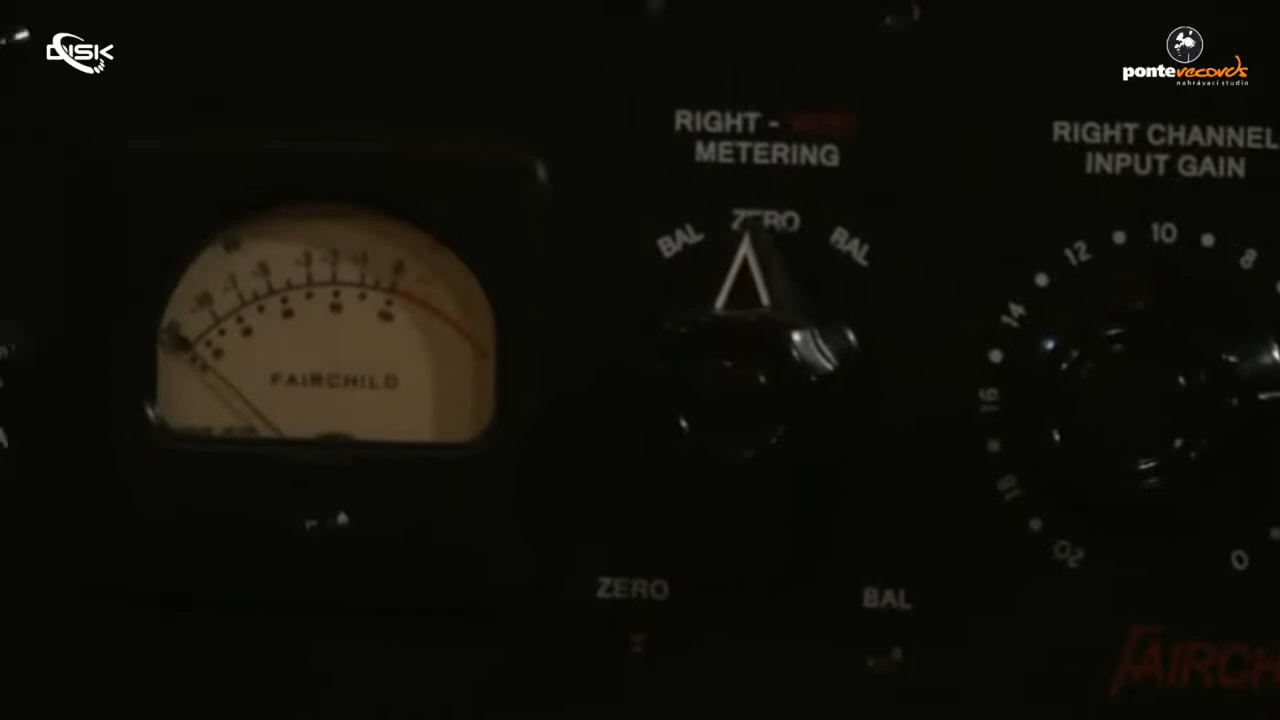 DISK
ponterecords
nahrávací studio
RIGHT -
METERING
BAL ZERO BAL
RIGHT CHANNEL
INPUT GAIN
20 18 16 14 12 10 8 0
FAIRCHILD
ZERO
BAL
FAIRCH